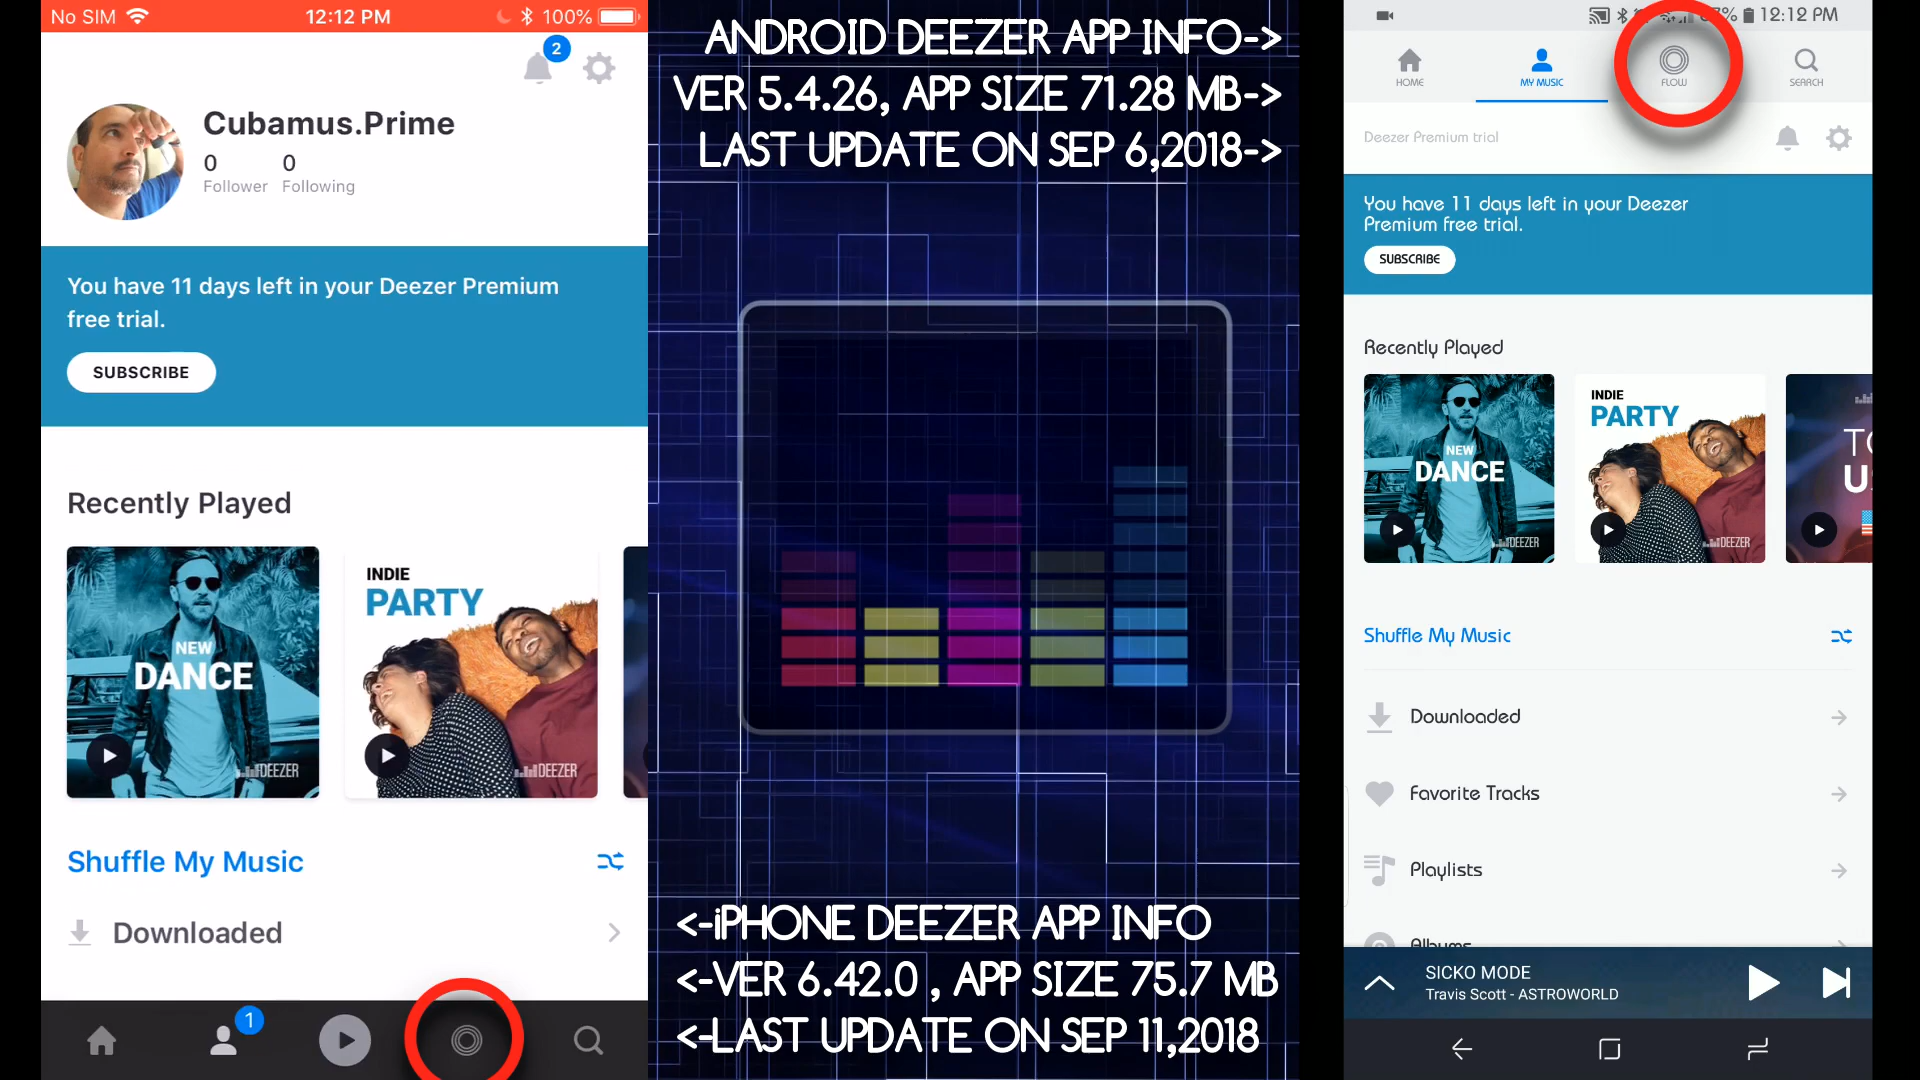 No SIM 12:12 PM 100%
2
Cubamus.Prime
0 0
Follower Following
You have 11 days left in your Deezer Premium
free trial.
SUBSCRIBE
Recently Played
NEW
DANCE
DEEZER
INDIE
PARTY
DEEZER
Shuffle My Music
Downloaded
1
ANDROID DEEZER APP INFO->
VER 5.4.26, APP SIZE 71.28 MB->
LAST UPDATE ON SEP 6,2018->
<-iPHONE DEEZER APP INFO
<-VER 6.42.0 , APP SIZE 75.7 MB
<-LAST UPDATE ON SEP 11,2018
12:12 PM
HOME
MY MUSIC
FLOW
SEARCH
Deezer Premium trial
You have 11 days left in your Deezer
Premium free trial.
SUBSCRIBE
Recently Played
NEW
DANCE
DEEZER
INDIE
PARTY
DEEZER
Shuffle My Music
Downloaded
Favorite Tracks
Playlists
Albums
SICKO MODE
Travis Scott - ASTROWORLD